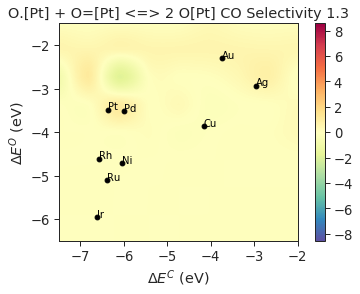 O.[Pt] + O=[Pt] <=> 2 O[Pt] CO Selectivity 1.3
−2
−3
−4
−5
−6
ΔE^O (eV)
Au
Ag
Pt
Pd
Cu
Rh
Ni
Ru
Ir
−7
−6
−5
−4
−3
−2
ΔE^C (eV)
8
6
4
2
0
−2
−4
−6
−8